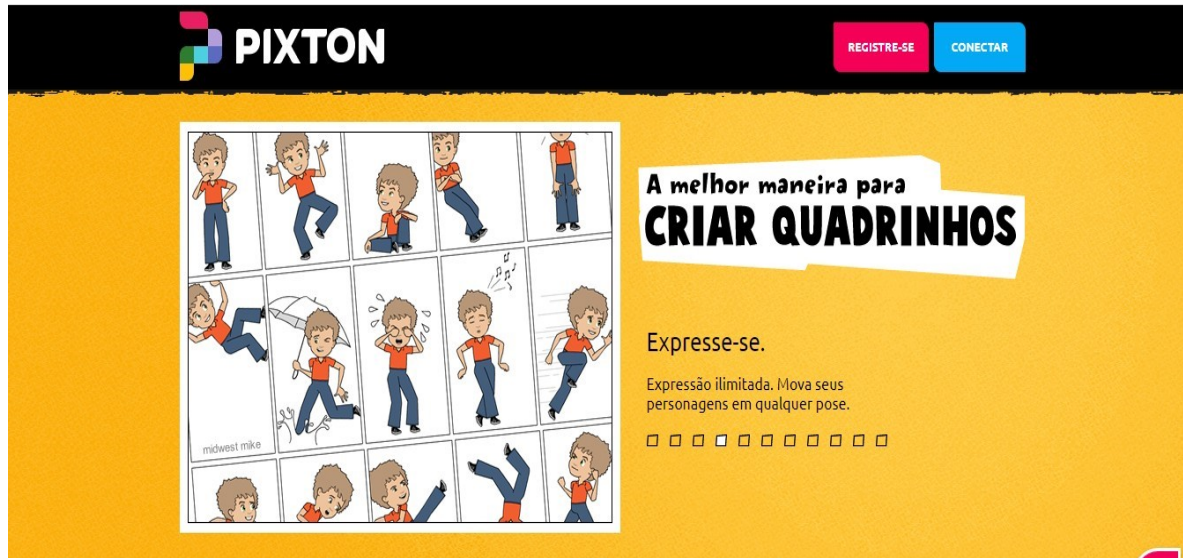 PIXTON
REGISTRE-SE
CONECTAR
A melhor maneira para
CRIAR QUADRINHOS
Expresse-se.
Expressão ilimitada. Mova seus
personagens em qualquer pose.
midwest mike